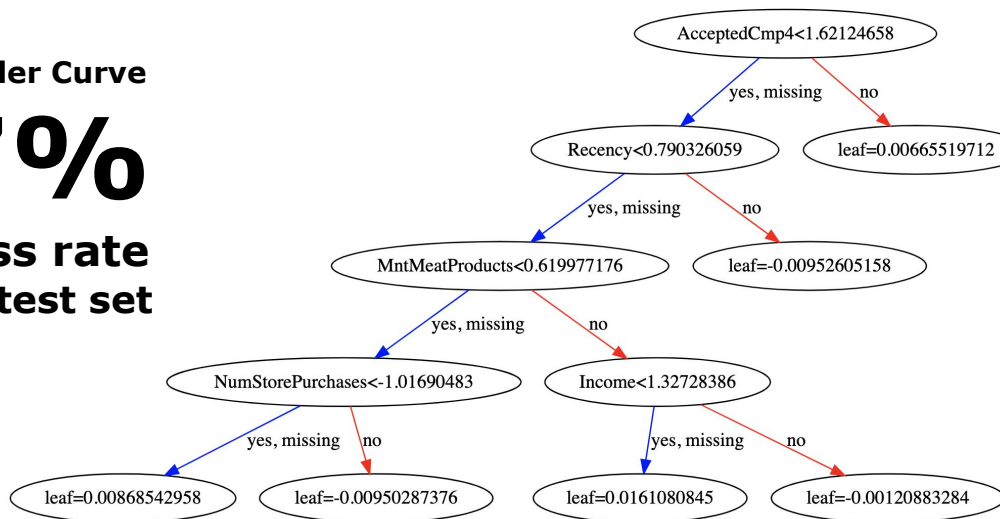 AcceptedCmp4<1.62124658
Curve
yes, missing
no
%
Recency<0.790326059
leaf=0.00665519712
yes, missing
no
rate
MntMeatProducts<0.619977176
leaf=-0.00952605158
test set
yes, missing
no
NumStorePurchases<-1.01690483
Income<1.32728386
yes, missing
no
yes, missing
no
leaf=0.00868542958
leaf=-0.00950287376
leaf=0.0161080845
leaf=-0.00120883284